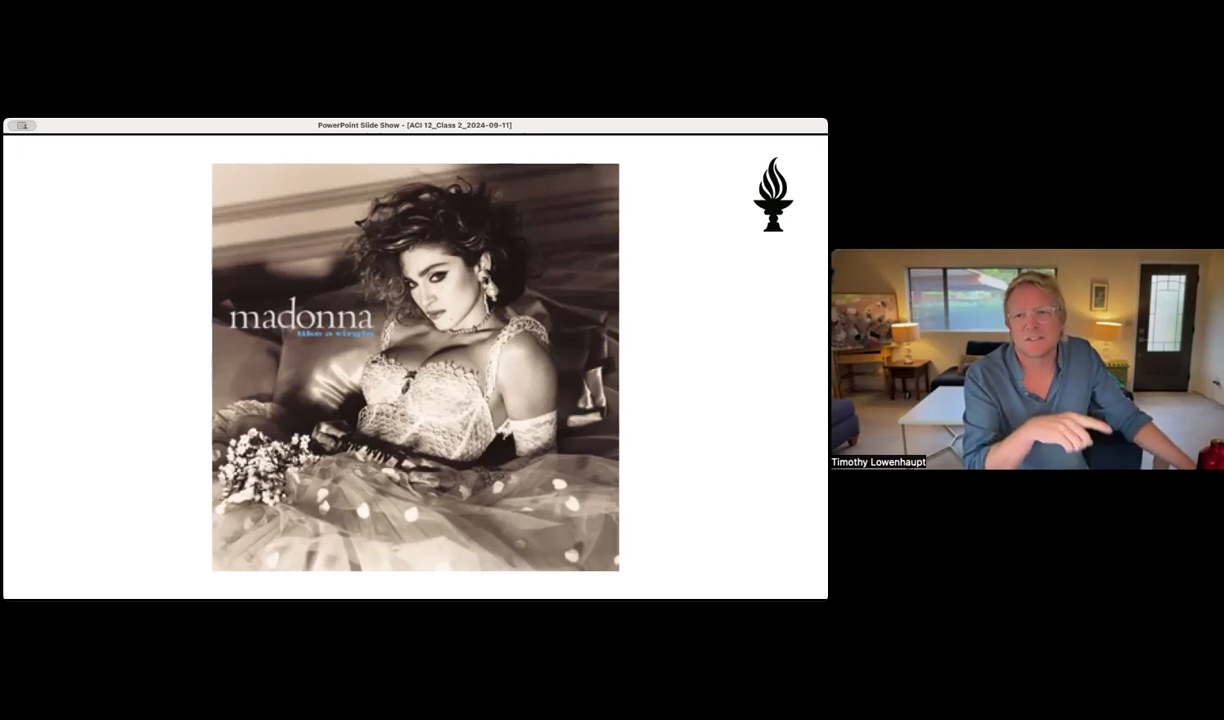 PowerPoint Slide Show - [ACI 12_Class 2_2024-09-11]
madonna
like a virgin
Timothy Lowenhaupt